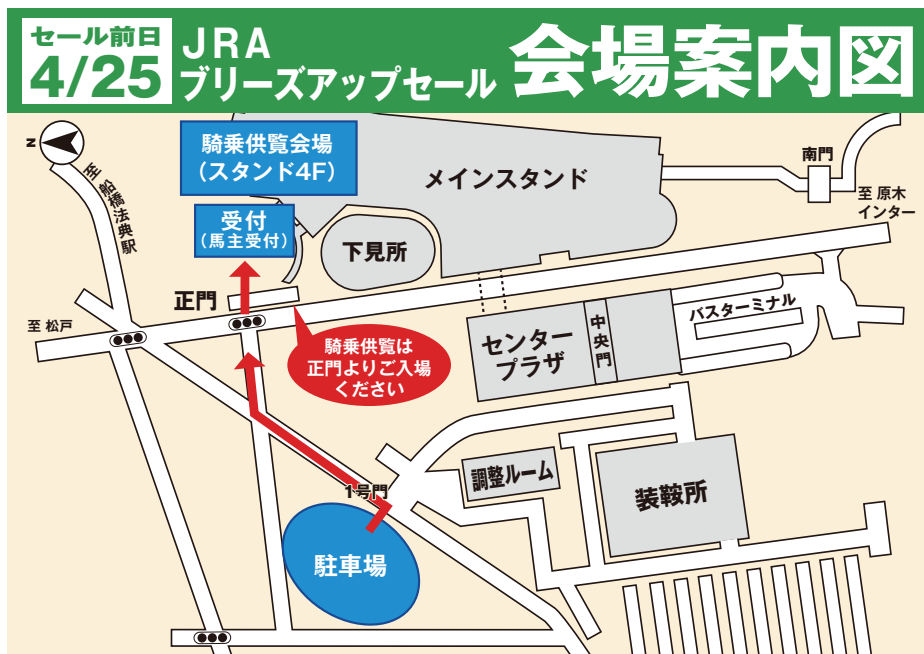 セール前日
4/25
JRA
ブリーズアップセール
会場案内図
N
至 船橋法典駅
騎乗供覧会場
（スタンド4F）
メインスタンド
南門
至 原木
インター
受付
（馬主受付）
下見所
正門
至 松戸
バスターミナル
騎乗供覧は
正門よりご入場
ください
センター
プラザ
中央門
調整ルーム
1号門
装鞍所
駐車場